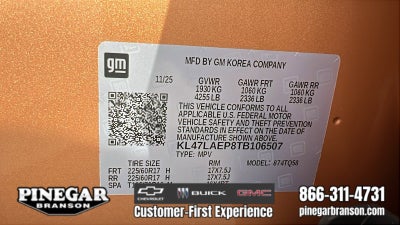 gm
MFD BY GM KOREA COMPANY
11/25
GVWR GAWR FRT GAWR RR
1930 KG 1060 KG 1060 KG
4255 LB 2336 LB 2336 LB
THIS VEHICLE CONFORMS TO ALL
APPLICABLE U.S. FEDERAL MOTOR
VEHICLE SAFETY AND THEFT PREVENTION
STANDARDS IN EFFECT ON THE DATE OF
MANUFACTURE SHOWN ABOVE.
KL47LAEP8TB106507
TYPE: MPV MODEL: 874TQ58
TIRE SIZE RIM
FRT 225/60R17 H 17X7.5J
RR 225/60R17 H 17X7.5J
SPA
PINEGAR
BRANSON
CHEVROLET BUICK GMC
Customer-First Experience
866-311-4731
pinegarbranson.com